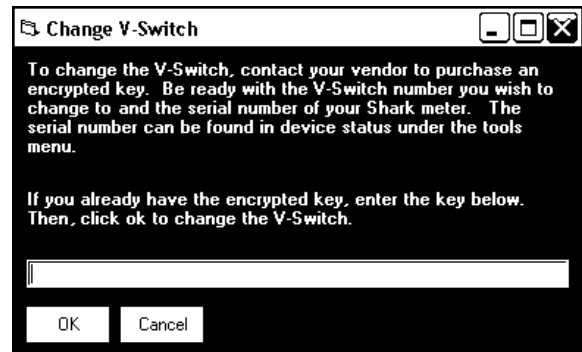 Change V-Switch
To change the V-Switch, contact your vendor to purchase an
encrypted key. Be ready with the V-Switch number you wish to
change to and the serial number of your Shark meter. The
serial number can be found in device status under the tools
menu.
If you already have the encrypted key, enter the key below.
Then, click ok to change the V-Switch.
OK Cancel